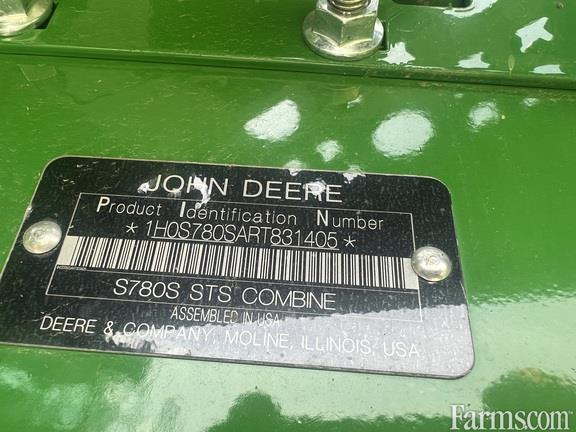 JOHN DEERE
Product Identification Number
*1H0S780SART831405*
S780S STS COMBINE
ASSEMBLED IN USA
DEERE & COMPANY, MOLINE, ILLINOIS, USA
Farms.com